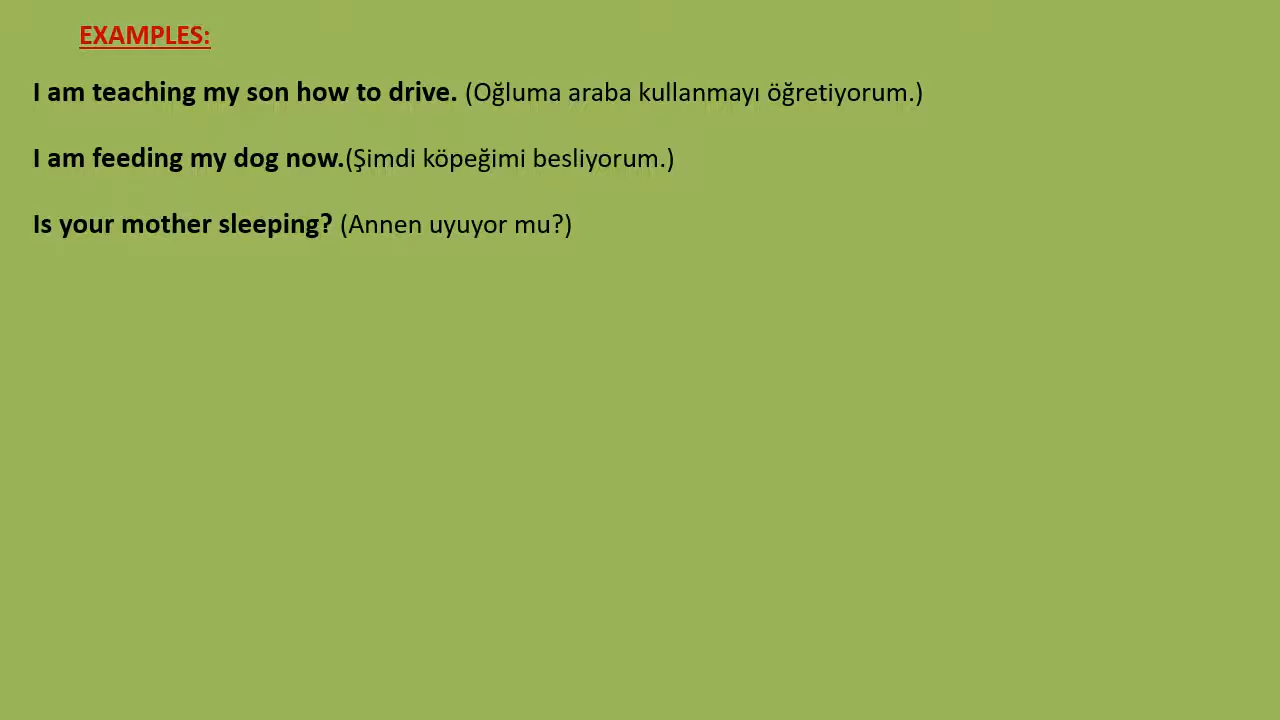 EXAMPLES:
I am teaching my son how to drive. (Oğluma araba kullanmayı öğretiyorum.)
I am feeding my dog now.(Şimdi köpeğimi besliyorum.)
Is your mother sleeping? (Annen uyuyor mu?)